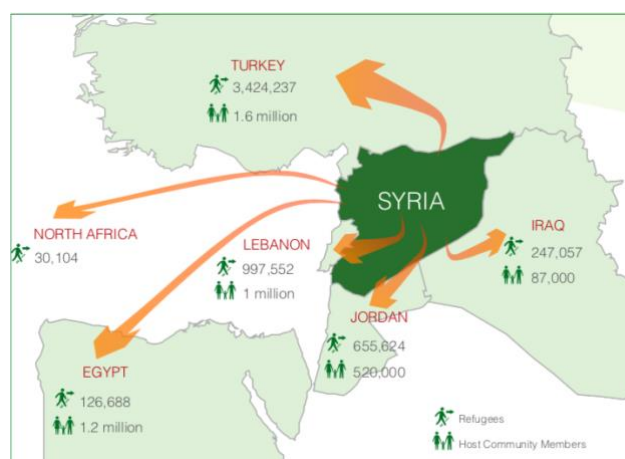 TURKEY
3,424,237
1.6 million
SYRIA
NORTH AFRICA
30,104
LEBANON
997,552
1 million
IRAQ
247,057
87,000
JORDAN
655,624
520,000
EGYPT
126,688
1.2 million
Refugees
Host Community Members